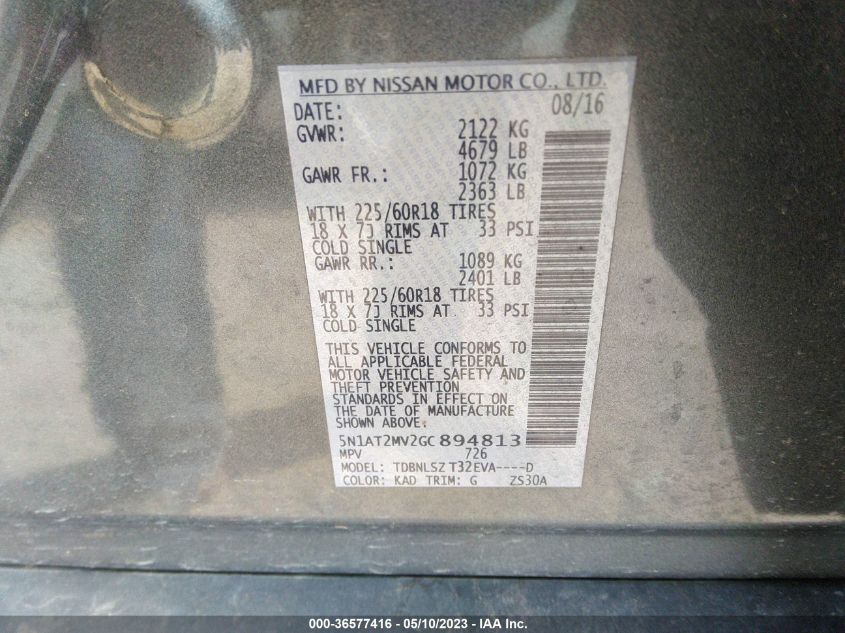 MFD BY NISSAN MOTOR CO., LTD.
DATE: 08/16
GVWR: 2122 KG
4679 LB
GAWR FR.: 1072 KG
2363 LB
WITH 225/60R18 TIRES
18 X 7J RIMS AT 33 PSI
COLD SINGLE
GAWR RR.: 1089 KG
2401 LB
WITH 225/60R18 TIRES
18 X 7J RIMS AT 33 PSI
COLD SINGLE
THIS VEHICLE CONFORMS TO
ALL APPLICABLE FEDERAL
MOTOR VEHICLE SAFETY AND
THEFT PREVENTION
STANDARDS IN EFFECT ON
THE DATE OF MANUFACTURE
SHOWN ABOVE.
5N1AT2MV2GC894813
MPV 726
MODEL: TDBNLSZ T32EVA----D
COLOR: KAD TRIM: G ZS30A
000-36577416 - 05/10/2023 - IAA Inc.